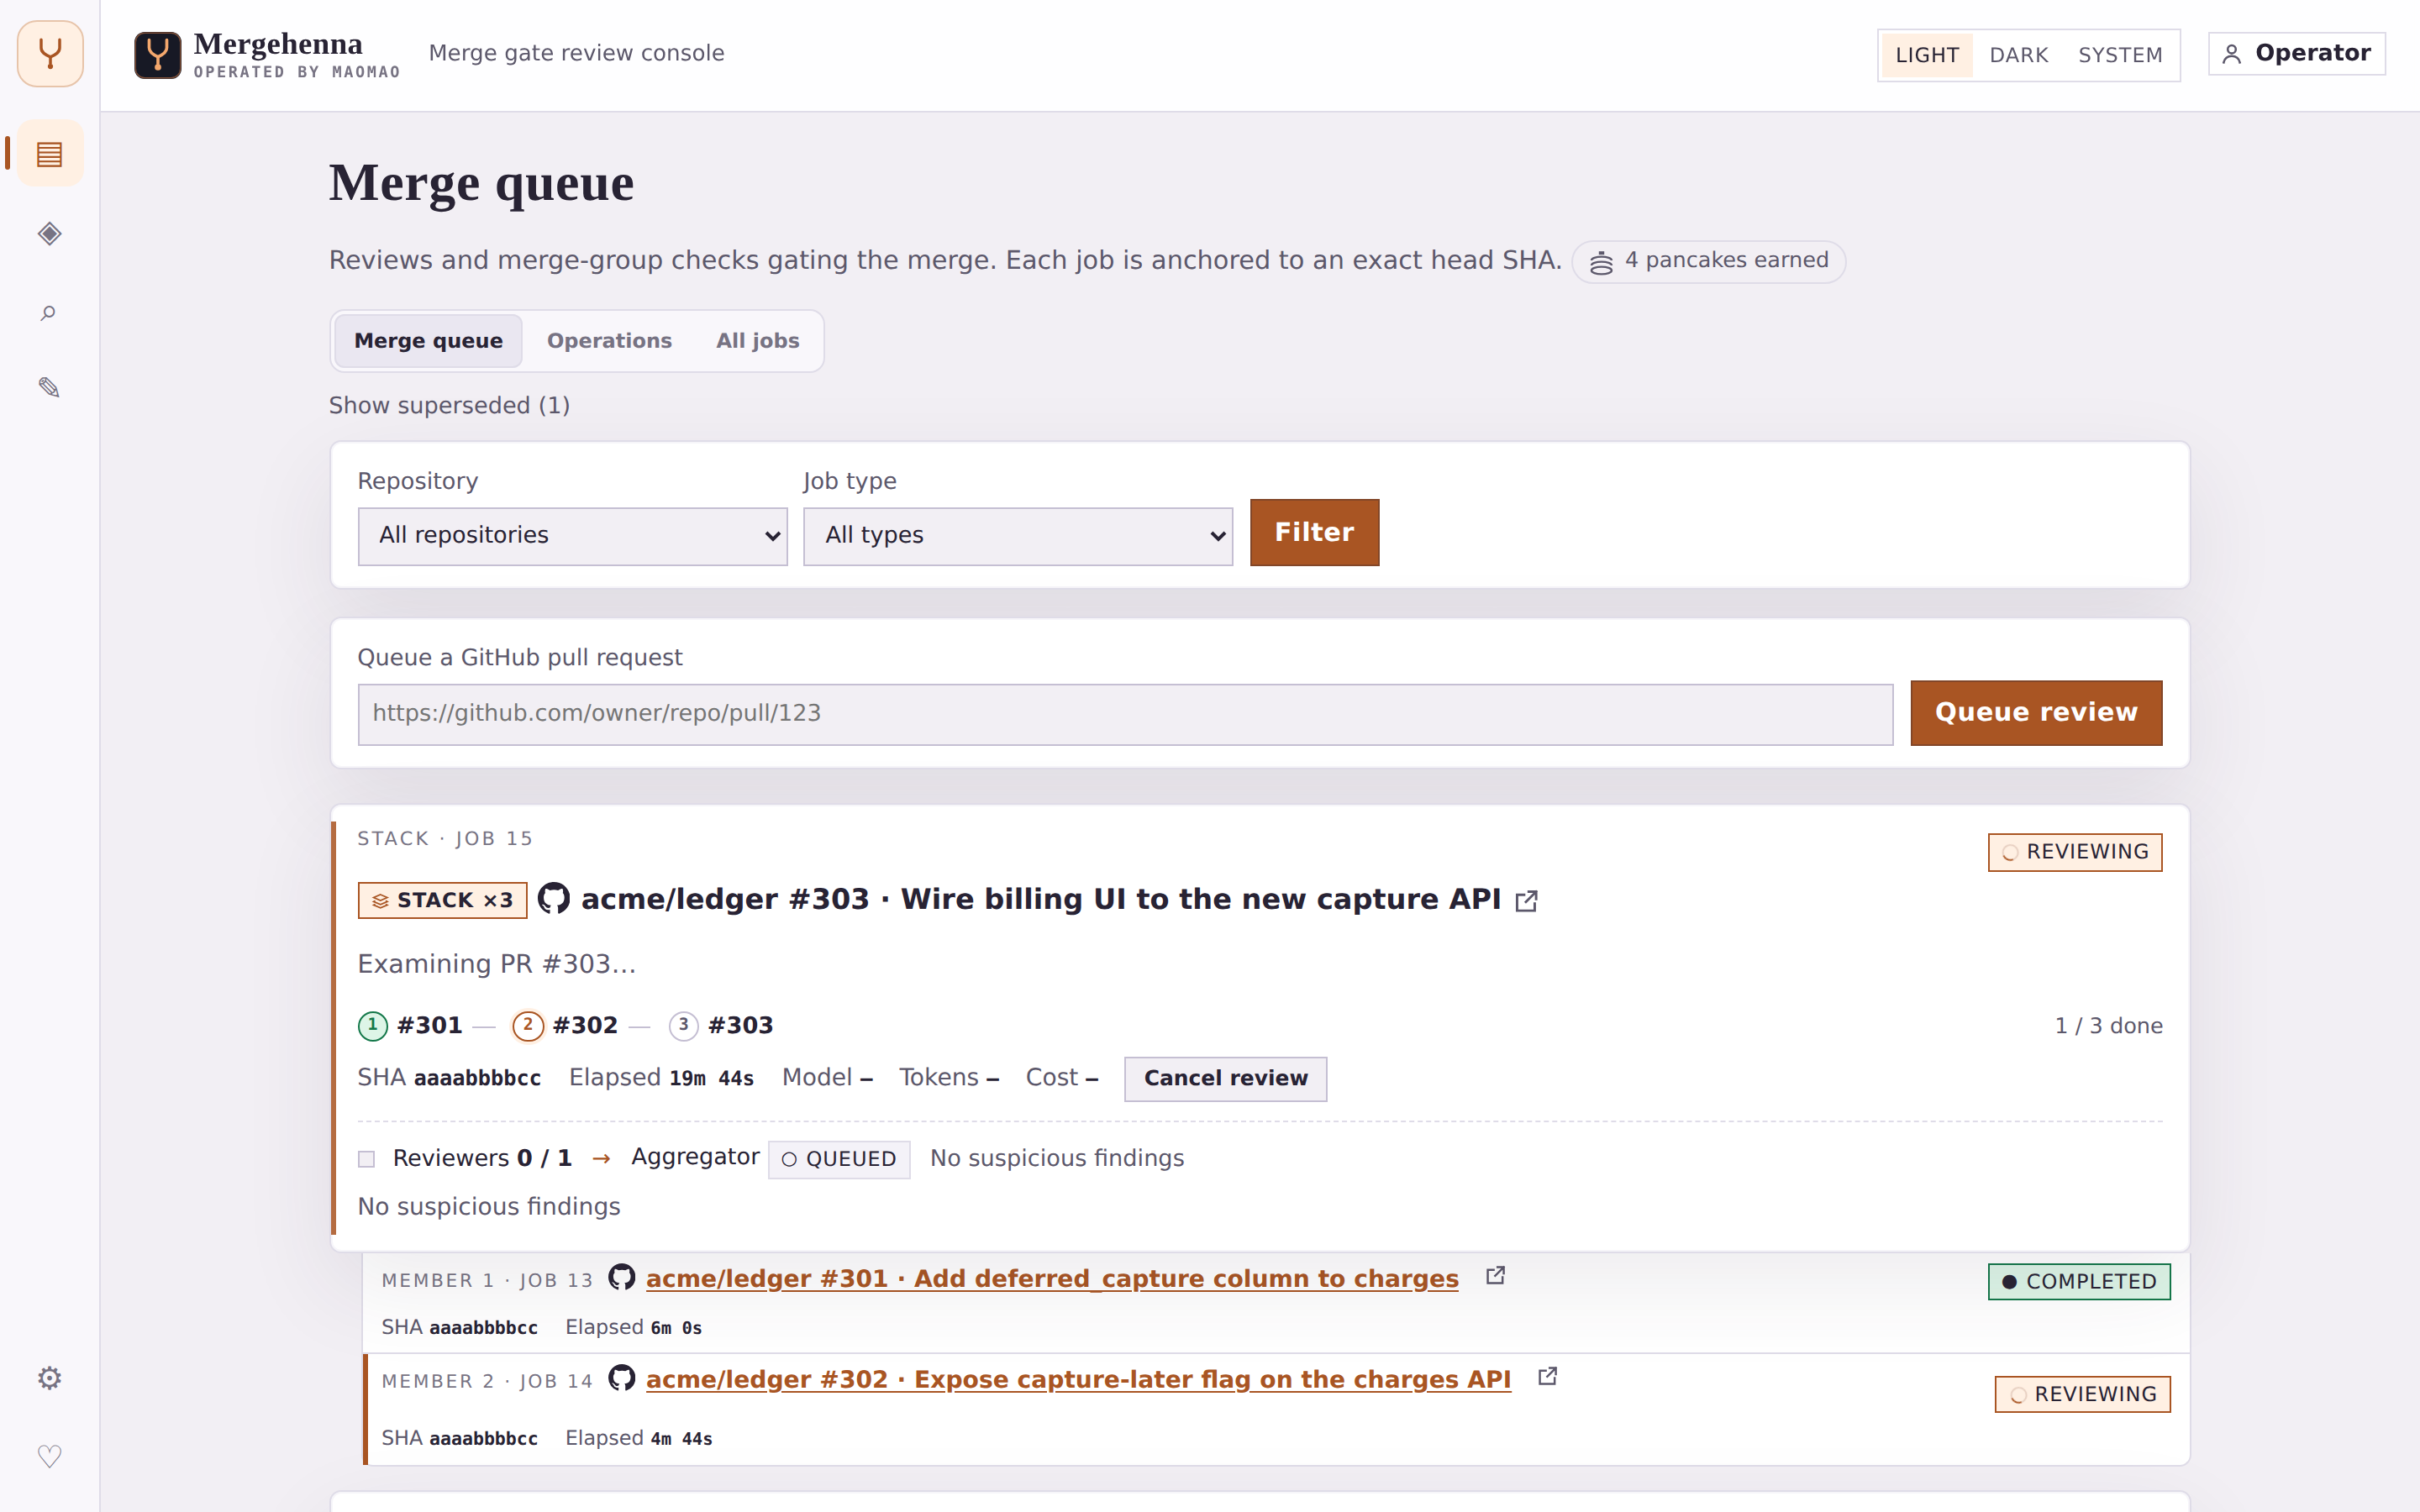 Mergehenna
OPERATED BY MAOMAO
Merge gate review console
LIGHT DARK SYSTEM
Operator
Merge queue
Reviews and merge-group checks gating the merge. Each job is anchored to an exact head SHA. 4 pancakes earned
Merge queue Operations All jobs
Show superseded (1)
Repository Job type
All repositories All types Filter
Queue a GitHub pull request
https://github.com/owner/repo/pull/123 Queue review
STACK · JOB 15 REVIEWING
STACK ×3 acme/ledger #303 · Wire billing UI to the new capture API
Examining PR #303…
1 #301 — 2 #302 — 3 #303 1 / 3 done
SHA aaaabbbbcc Elapsed 19m 44s Model – Tokens – Cost – Cancel review
Reviewers 0 / 1 → Aggregator QUEUED No suspicious findings
No suspicious findings
MEMBER 1 · JOB 13 acme/ledger #301 · Add deferred_capture column to charges COMPLETED
SHA aaaabbbbcc Elapsed 6m 0s
MEMBER 2 · JOB 14 acme/ledger #302 · Expose capture-later flag on the charges API REVIEWING
SHA aaaabbbbcc Elapsed 4m 44s